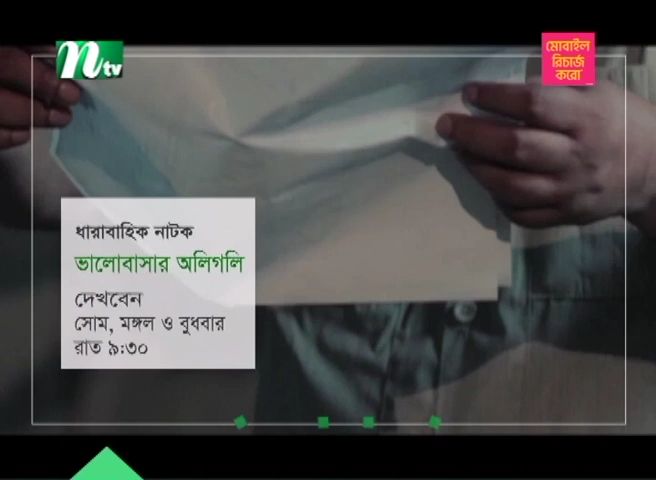 ntv
মোবাইল
রিচার্জ
করো
ধারাবাহিক নাটক
ভালোবাসার অলিগলি
দেখবেন
সোম, মঙ্গল ও বুধবার
রাত ৯:৩০